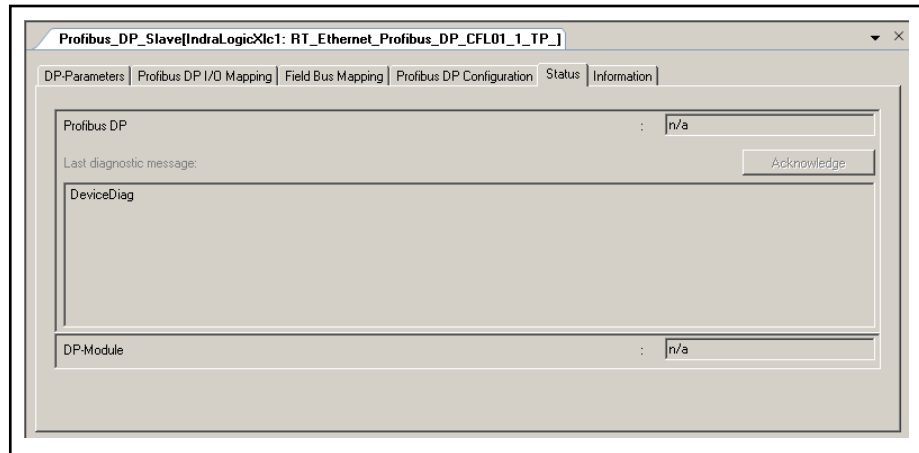 Profibus_DP_Slave[IndraLogicXlc1: RT_Ethernet_Profibus_DP_CFL01_1_TP_]
DP-Parameters Profibus DP I/O Mapping Field Bus Mapping Profibus DP Configuration Status Information
Profibus DP : n/a
Last diagnostic message: Acknowledge
DeviceDiag
DP-Module : n/a